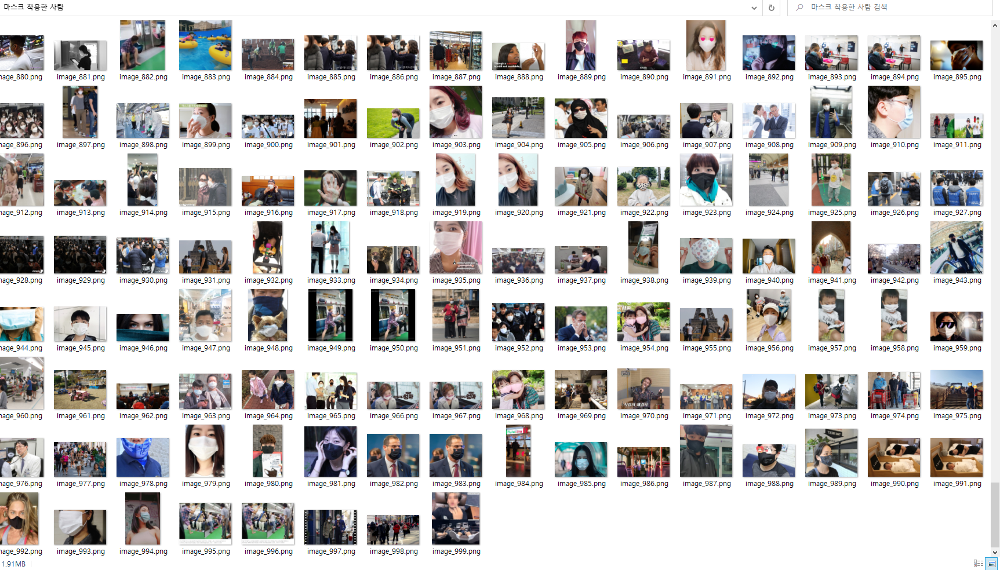 마스크 착용한 사람
마스크 착용한 사람 검색
image_880.png image_881.png image_882.png image_883.png image_884.png image_885.png image_886.png image_887.png image_888.png image_889.png image_890.png image_891.png image_892.png image_893.png image_894.png image_895.png
image_896.png image_897.png image_898.png image_899.png image_900.png image_901.png image_902.png image_903.png image_904.png image_905.png image_906.png image_907.png image_908.png image_909.png image_910.png image_911.png
image_912.png image_913.png image_914.png image_915.png image_916.png image_917.png image_918.png image_919.png image_920.png image_921.png image_922.png image_923.png image_924.png image_925.png image_926.png image_927.png
image_928.png image_929.png image_930.png image_931.png image_932.png image_933.png image_934.png image_935.png image_936.png image_937.png image_938.png image_939.png image_940.png image_941.png image_942.png image_943.png
image_944.png image_945.png image_946.png image_947.png image_948.png image_949.png image_950.png image_951.png image_952.png image_953.png image_954.png image_955.png image_956.png image_957.png image_958.png image_959.png
image_960.png image_961.png image_962.png image_963.png image_964.png image_965.png image_966.png image_967.png image_968.png image_969.png image_970.png image_971.png image_972.png image_973.png image_974.png image_975.png
image_976.png image_977.png image_978.png image_979.png image_980.png image_981.png image_982.png image_983.png image_984.png image_985.png image_986.png image_987.png image_988.png image_989.png image_990.png image_991.png
image_992.png image_993.png image_994.png image_995.png image_996.png image_997.png image_998.png image_999.png
1.91MB